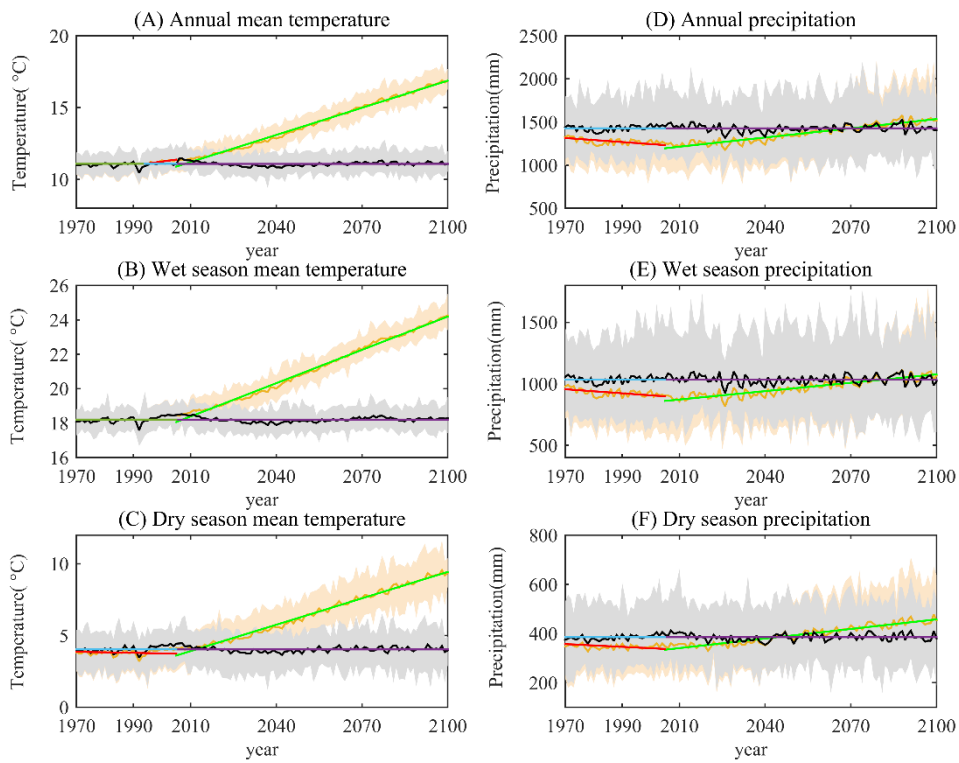 (A) Annual mean temperature
20
15
10
5
Temperature( °C)
1970 1990 2010 2040 2070 2100
year
(B) Wet season mean temperature
26
24
22
20
18
16
Temperature( °C)
1970 1990 2010 2040 2070 2100
year
(C) Dry season mean temperature
10
5
0
Temperature( °C)
1970 1990 2010 2040 2070 2100
year
(D) Annual precipitation
2500
2000
1500
1000
500
Precipitation(mm)
1970 1990 2010 2040 2070 2100
year
(E) Wet season precipitation
1500
1000
500
Precipitation(mm)
1970 1990 2010 2040 2070 2100
year
(F) Dry season precipitation
800
600
400
200
Precipitation(mm)
1970 1990 2010 2040 2070 2100
year